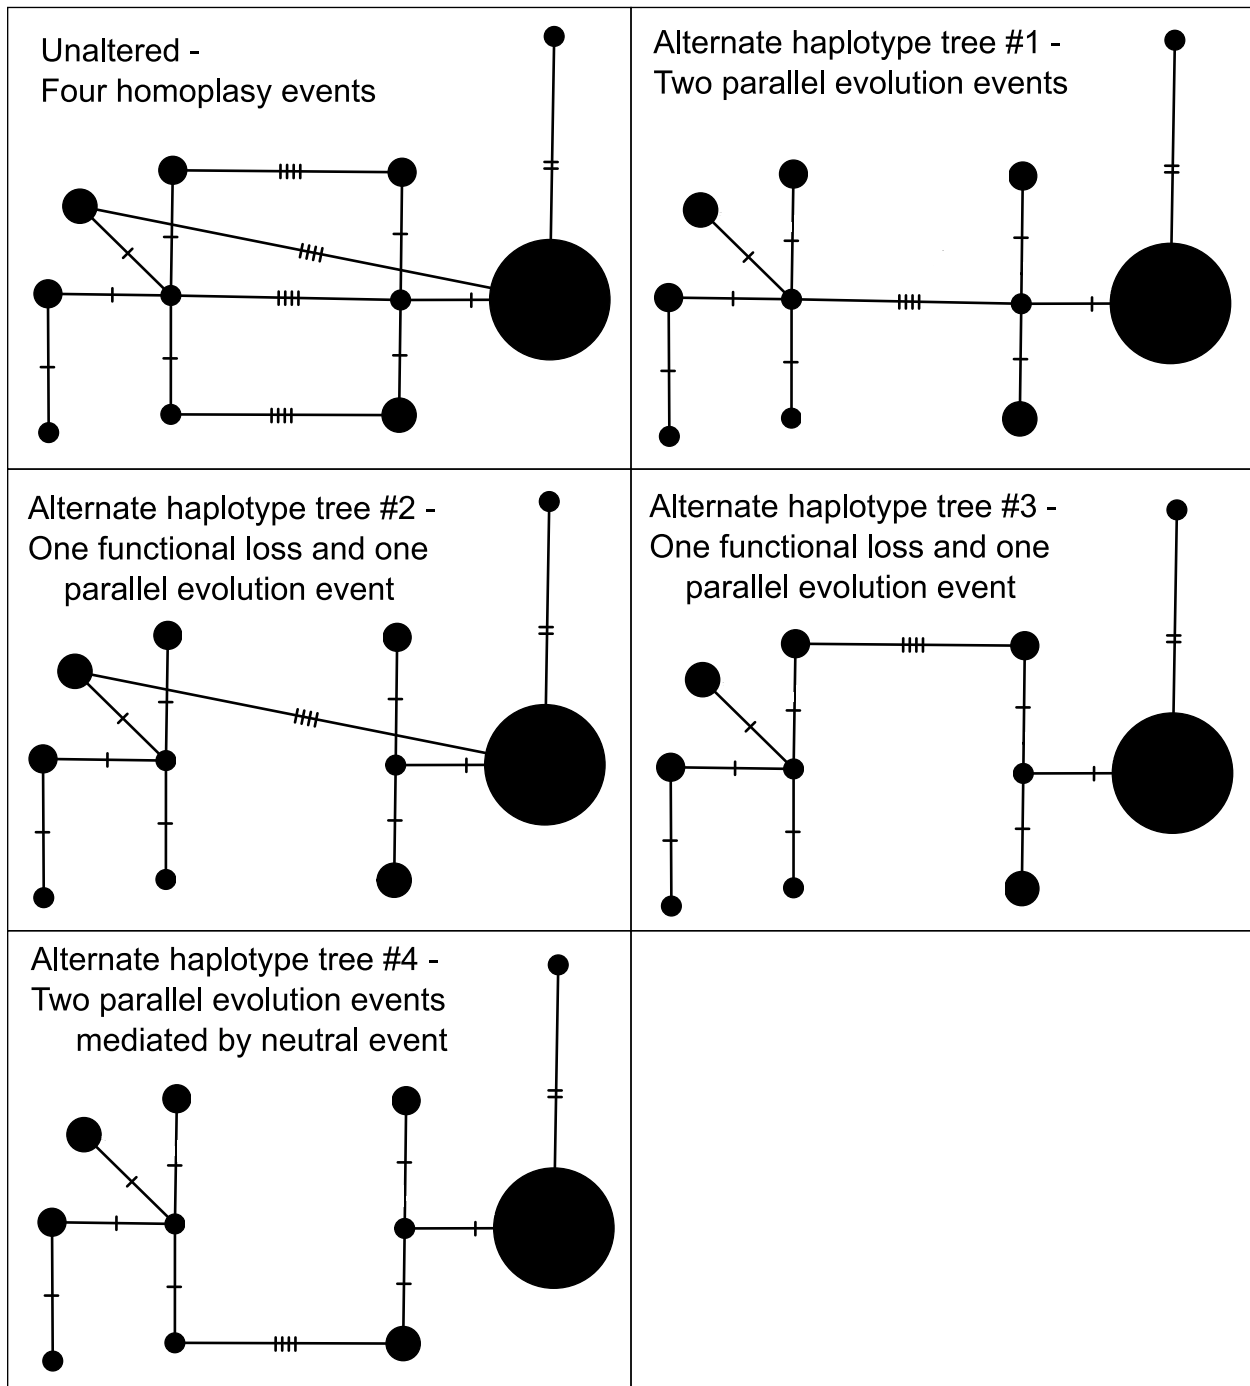 Unaltered -
Four homoplasy events
Alternate haplotype tree #1 -
Two parallel evolution events
Alternate haplotype tree #2 -
One functional loss and one
parallel evolution event
Alternate haplotype tree #3 -
One functional loss and one
parallel evolution event
Alternate haplotype tree #4 -
Two parallel evolution events
mediated by neutral event